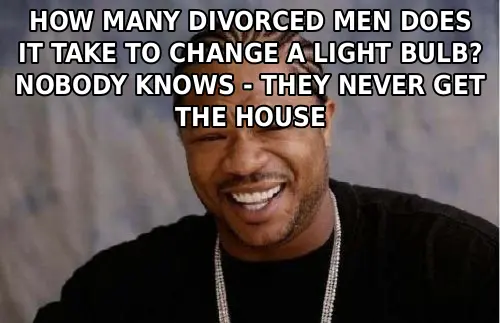 HOW MANY DIVORCED MEN DOES
IT TAKE TO CHANGE A LIGHT BULB?
NOBODY KNOWS - THEY NEVER GET
THE HOUSE